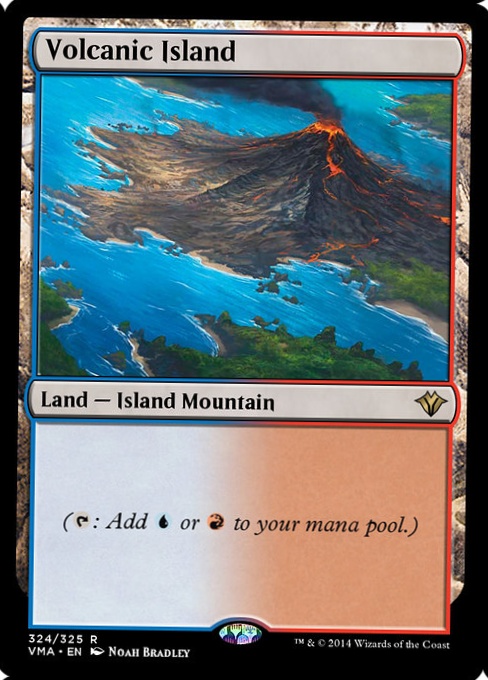 Volcanic Island
Land — Island Mountain
(: Add or to your mana pool.)
324/325 R
VMA • EN NOAH BRADLEY
™ & © 2014 Wizards of the Coast